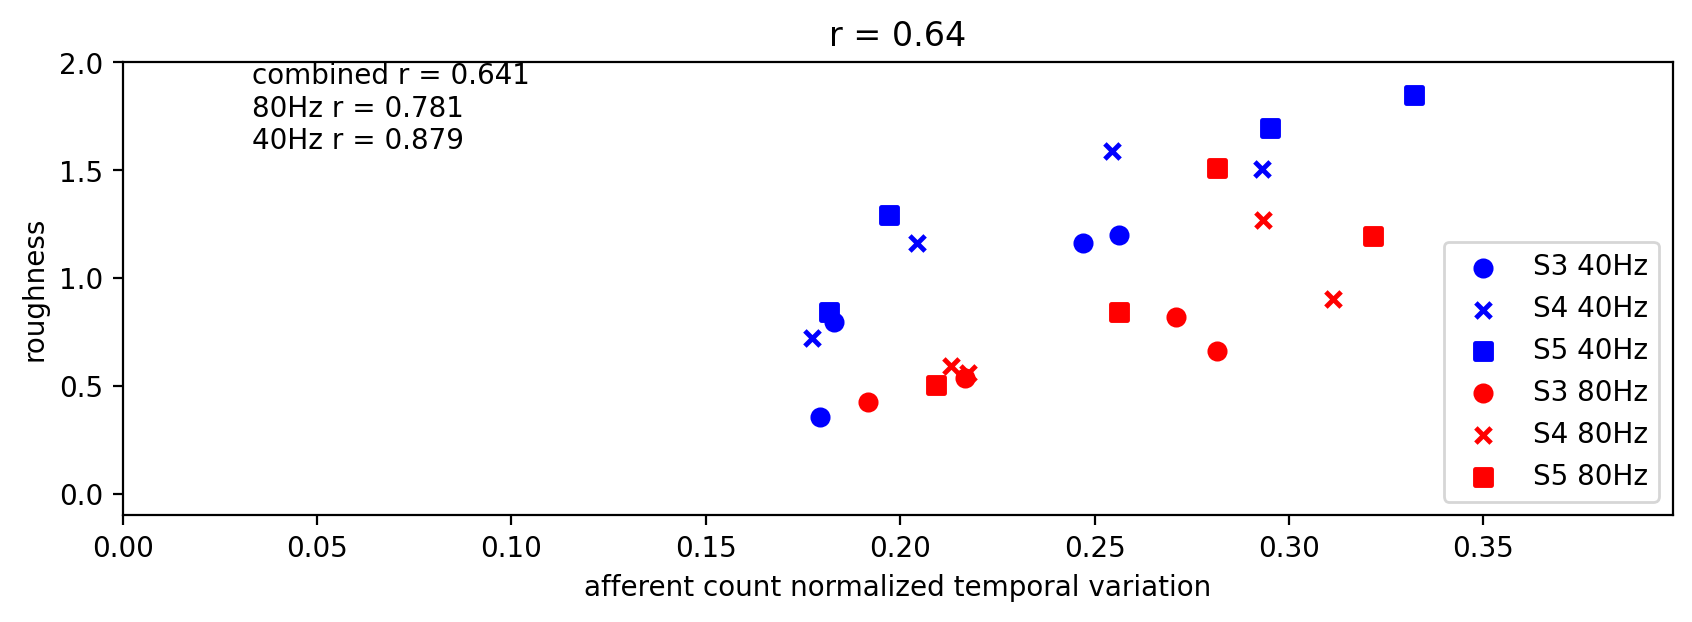 r = 0.64
combined r = 0.641
80Hz r = 0.781
40Hz r = 0.879
2.0
1.5
1.0
0.5
0.0
roughness
S3 40Hz
S4 40Hz
S5 40Hz
S3 80Hz
S4 80Hz
S5 80Hz
0.00 0.05 0.10 0.15 0.20 0.25 0.30 0.35
afferent count normalized temporal variation